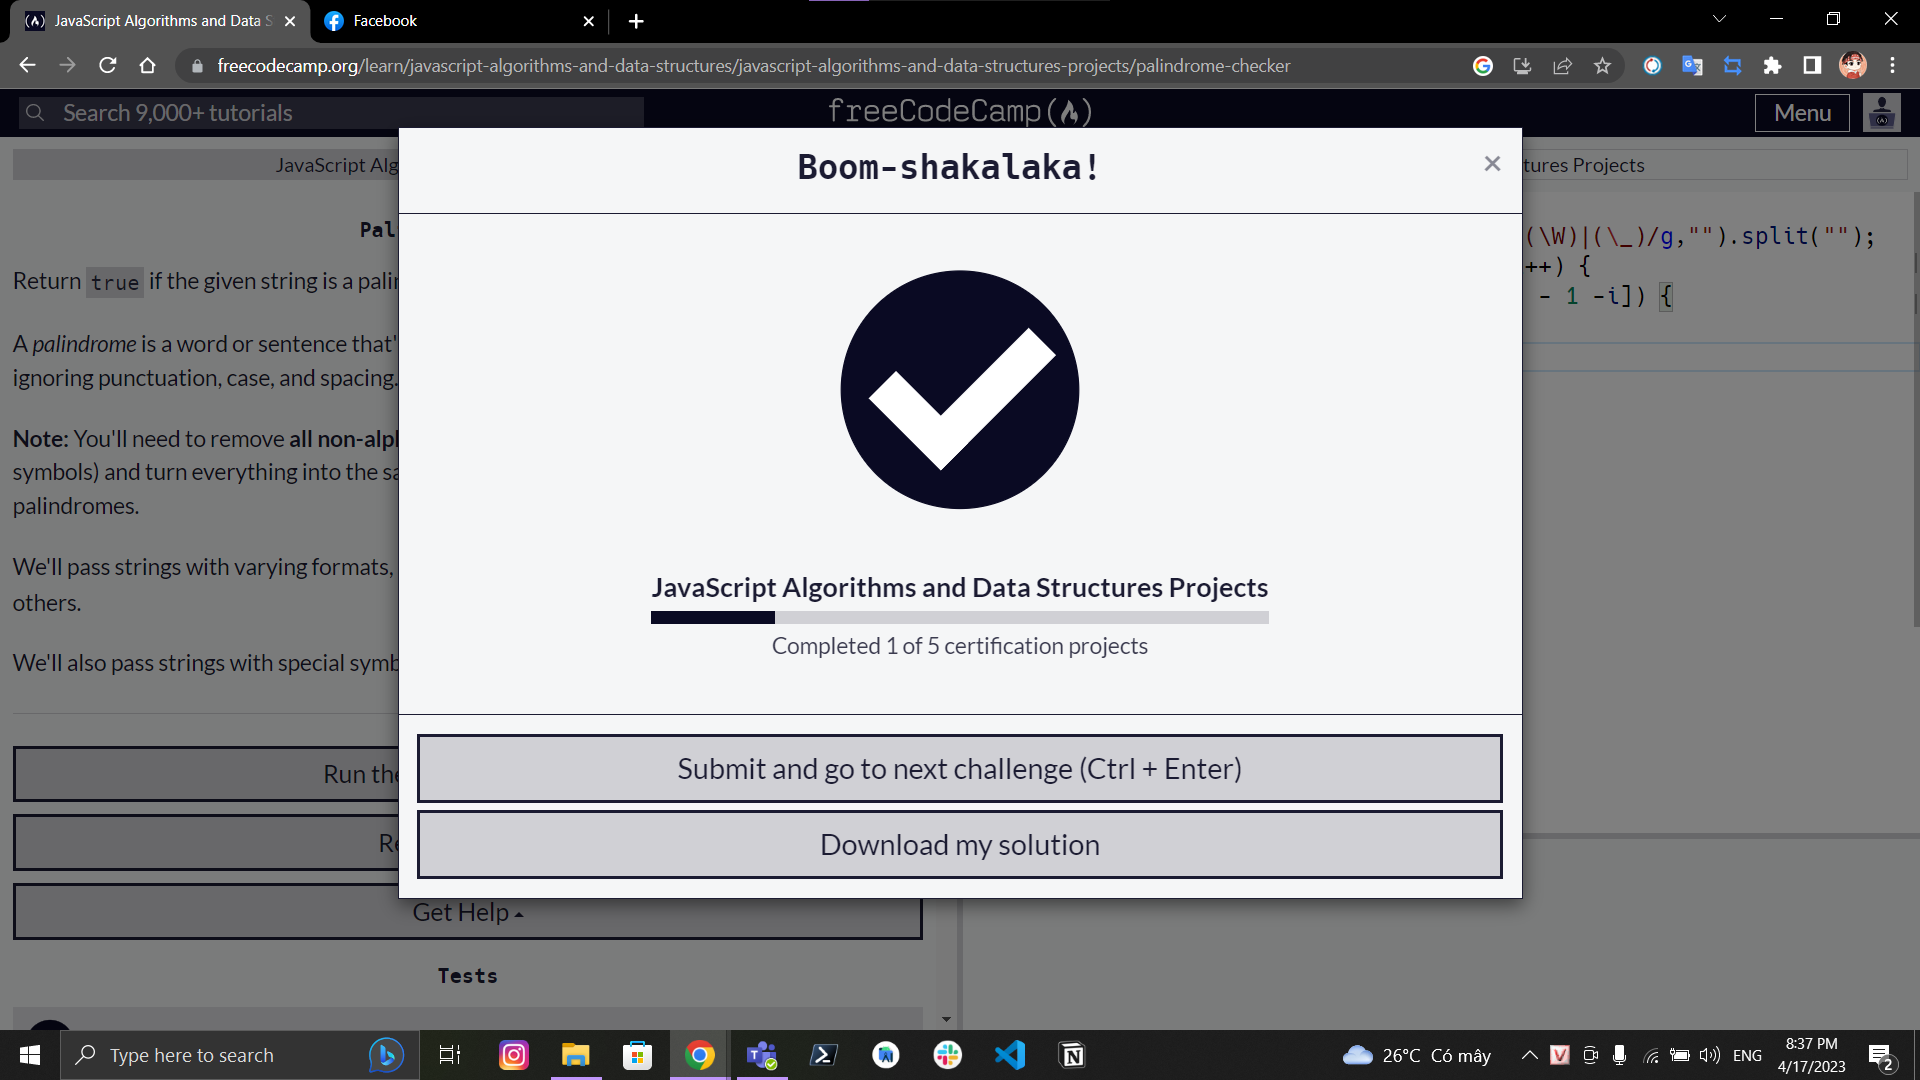 JavaScript Algorithms and Data S
Facebook
freecodecamp.org/learn/javascript-algorithms-and-data-structures/javascript-algorithms-and-data-structures-projects/palindrome-checker
Search 9,000+ tutorials
freeCodeCamp
Menu
JavaScript Alg
tures Projects
Boom-shakalaka!
Pal
(\W)|(\_)/g,"").split("");
++) {
- 1 -i]) {
Return true if the given string is a pali
A palindrome is a word or sentence that'
ignoring punctuation, case, and spacing.
Note: You'll need to remove all non-alp
symbols) and turn everything into the sa
palindromes.
We'll pass strings with varying formats,
others.
We'll also pass strings with special symb
JavaScript Algorithms and Data Structures Projects
Completed 1 of 5 certification projects
Submit and go to next challenge (Ctrl + Enter)
Download my solution
Run the
Re
Get Help
Tests
Type here to search
26°C Có mây
ENG
8:37 PM
4/17/2023
2